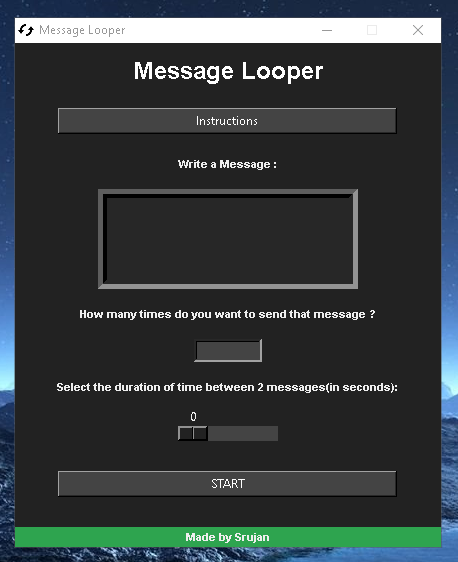 Message Looper
Message Looper
Instructions
Write a Message :
How many times do you want to send that message ?
Select the duration of time between 2 messages(in seconds):
0
START
Made by Srujan